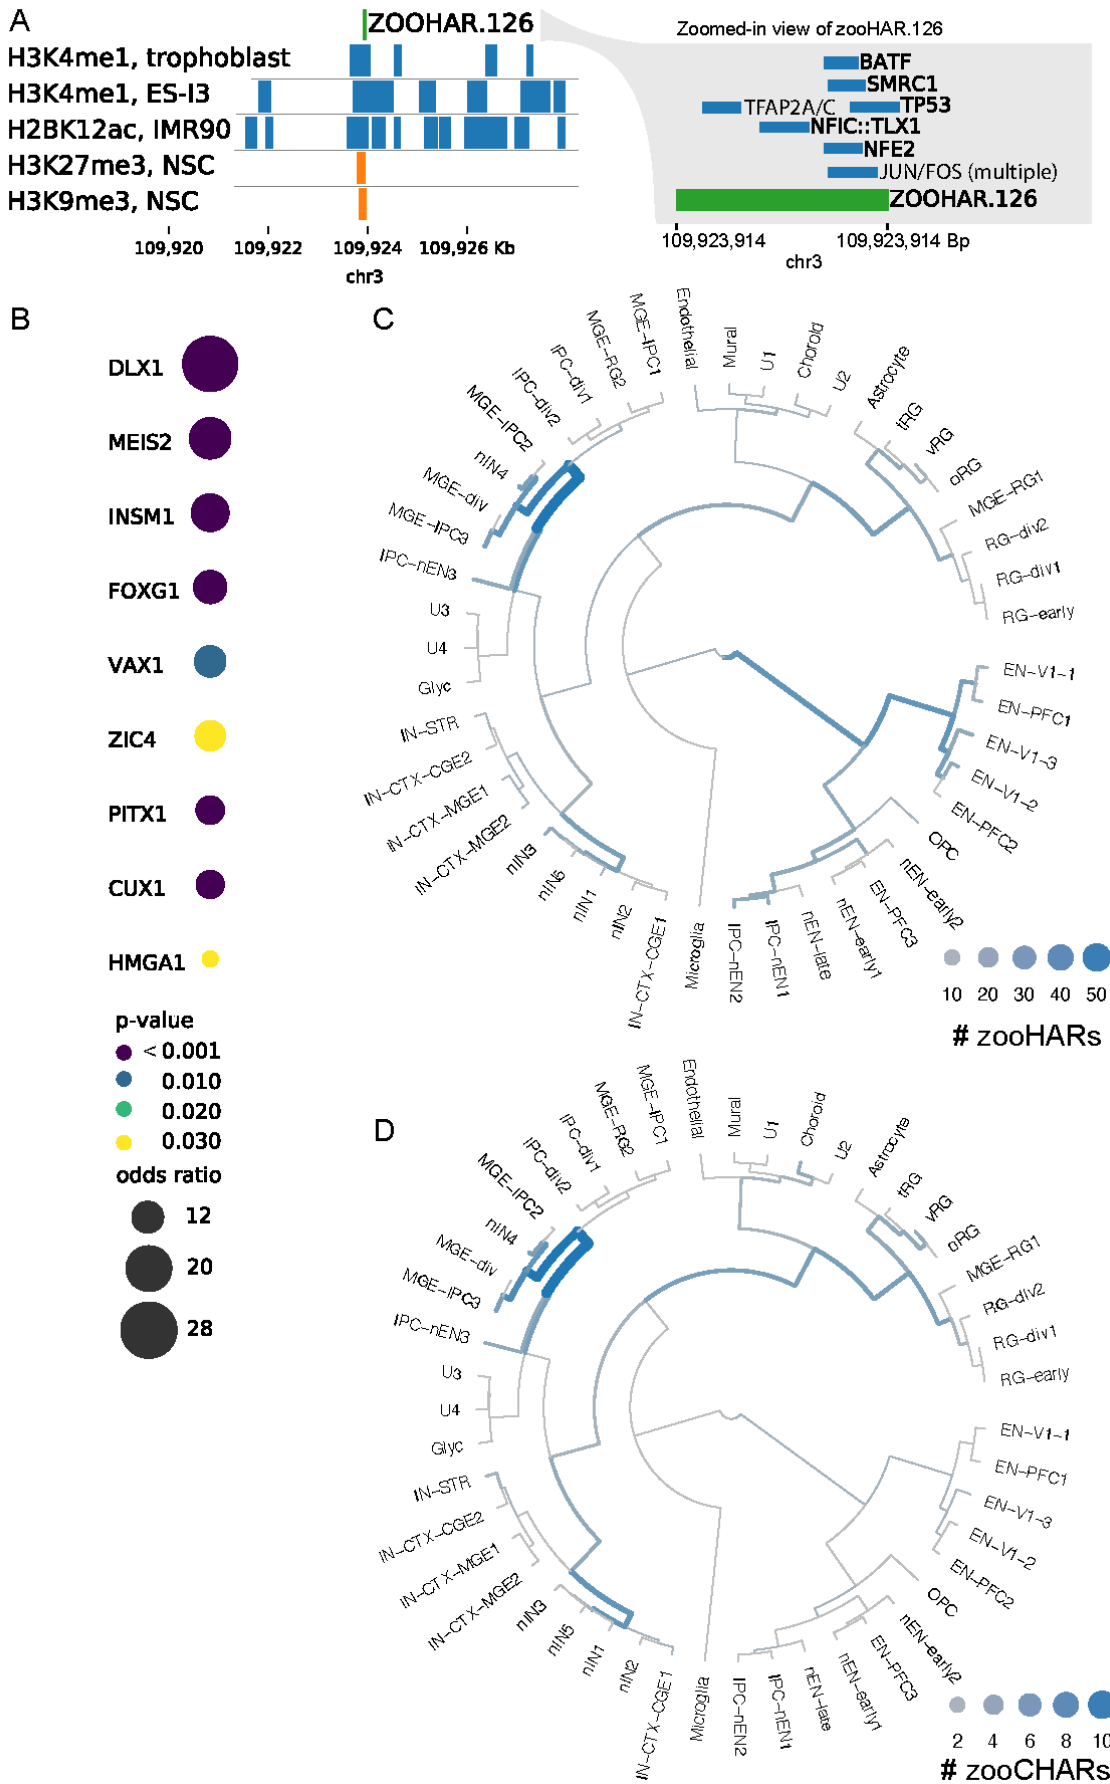 A
ZOOHAR.126
H3K4me1, trophoblast
H3K4me1, ES-I3
H2BK12ac, IMR90
H3K27me3, NSC
H3K9me3, NSC
109,920
109,922
109,924
109,926 Kb
chr3
Zoomed-in view of zooHAR.126
BATF
SMRC1
TFAP2A/C
TP53
NFIC::TLX1
NFE2
JUN/FOS (multiple)
ZOOHAR.126
109,923,914
109,923,914 Bp
chr3
B
DLX1
MEIS2
INSM1
FOXG1
VAX1
ZIC4
PITX1
CUX1
HMGA1
p-value
< 0.001
0.010
0.020
0.030
odds ratio
12
20
28
C
Endothelial
Mural
U1
Choroid
U2
Astrocyte
tRG
vRG
oRG
MGE-RG1
RG-div2
RG-div1
RG-early
EN-V1-1
EN-PFC1
EN-V1-3
EN-V1-2
EN-PFC2
OPC
nEN-early2
EN-PFC3
nEN-early1
nEN-late
IPC-nEN1
IPC-nEN2
Microglia
IN-CTX-CGE1
nIN2
nIN1
nIN5
nIN3
IN-CTX-MGE2
IN-CTX-MGE1
IN-CTX-CGE2
IN-STR
Glyc
U4
U3
IPC-nEN3
MGE-IPC3
MGE-div
nIN4
MGE-IPC2
IPC-div2
IPC-div1
MGE-RG2
MGE-IPC1
10
20
30
40
50
# zooHARs
D
Endothelial
Mural
U1
Choroid
U2
Astrocyte
tRG
vRG
oRG
MGE-RG1
RG-div2
RG-div1
RG-early
EN-V1-1
EN-PFC1
EN-V1-3
EN-V1-2
EN-PFC2
OPC
nEN-early2
EN-PFC3
nEN-early1
nEN-late
IPC-nEN1
IPC-nEN2
Microglia
IN-CTX-CGE1
nIN2
nIN1
nIN5
nIN3
IN-CTX-MGE2
IN-CTX-MGE1
IN-CTX-CGE2
IN-STR
Glyc
U4
U3
IPC-nEN3
MGE-IPC3
MGE-div
nIN4
MGE-IPC2
IPC-div2
IPC-div1
MGE-RG2
MGE-IPC1
2
4
6
8
10
# zooCHARs